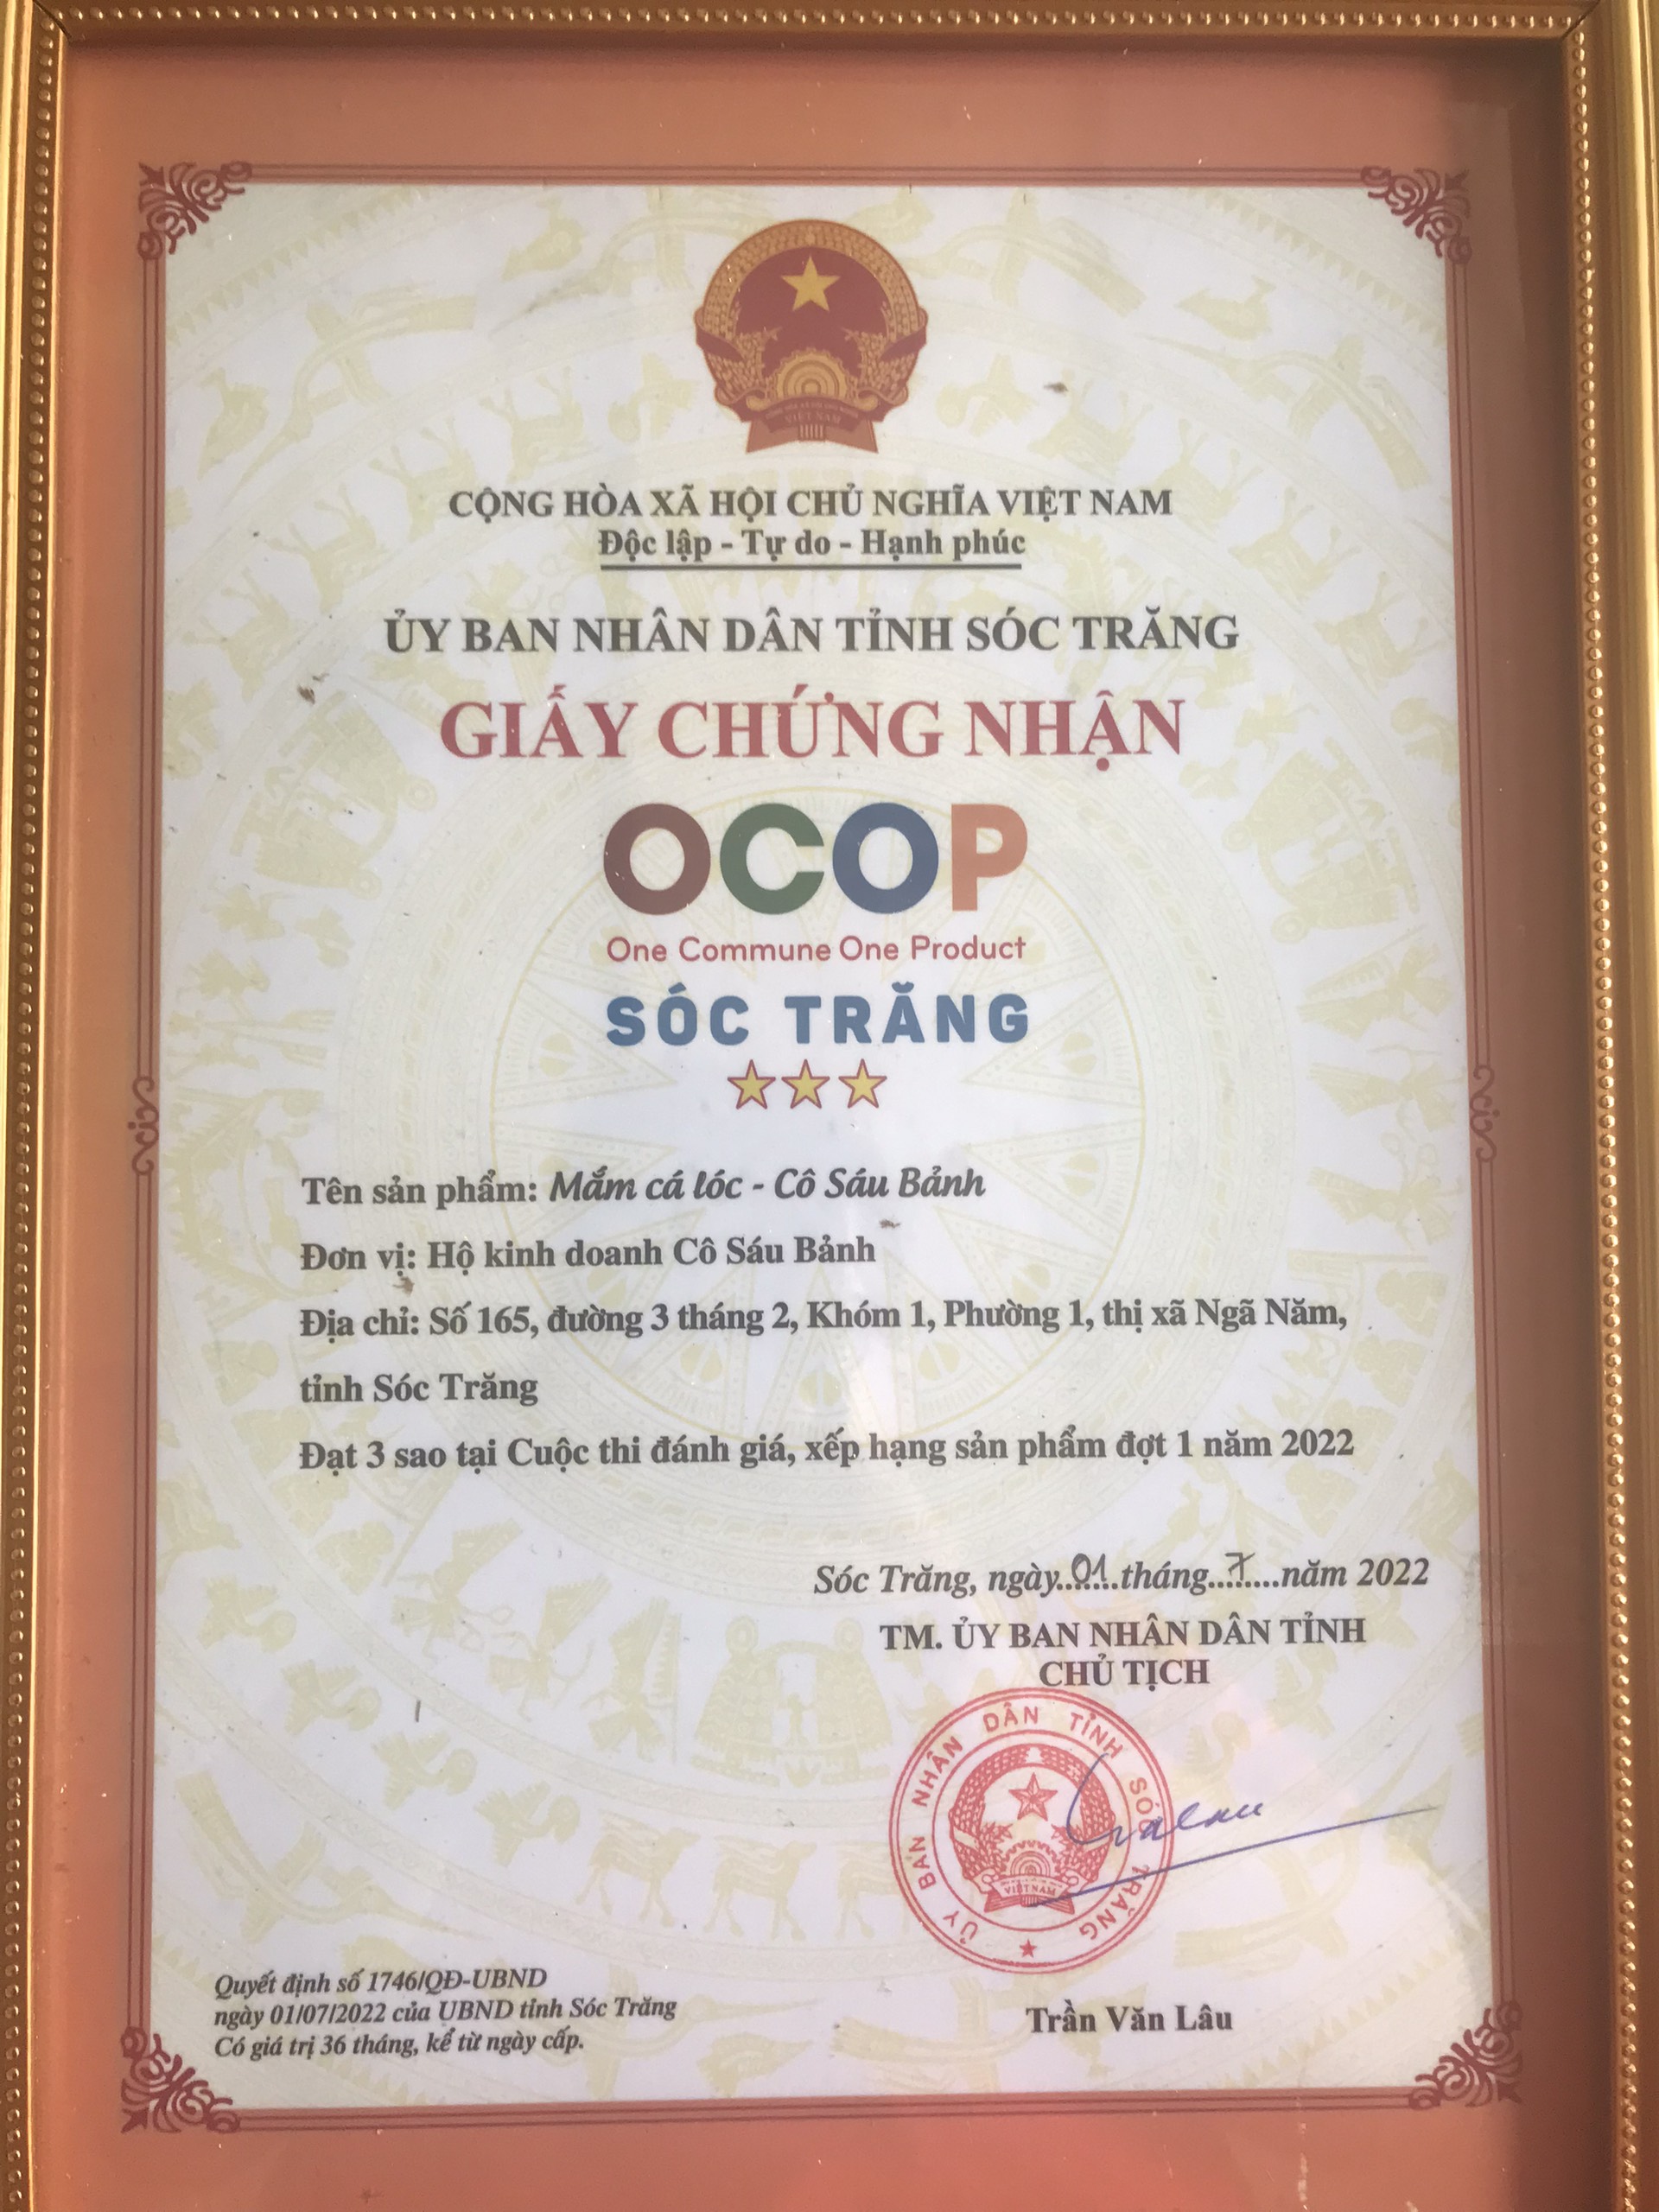 CỘNG HÒA XÃ HỘI CHỦ NGHĨA VIỆT NAM
Độc lập - Tự do - Hạnh phúc
ỦY BAN NHÂN DÂN TỈNH SÓC TRĂNG
GIẤY CHỨNG NHẬN
OCOP
One Commune One Product
SÓC TRĂNG
Tên sản phẩm: Mắm cá lóc - Cô Sáu Bảnh
Đơn vị: Hộ kinh doanh Cô Sáu Bảnh
Địa chỉ: Số 165, đường 3 tháng 2, Khóm 1, Phường 1, thị xã Ngã Năm,
tỉnh Sóc Trăng
Đạt 3 sao tại Cuộc thi đánh giá, xếp hạng sản phẩm đợt 1 năm 2022
Sóc Trăng, ngày 01 tháng 7 năm 2022
TM. ỦY BAN NHÂN DÂN TỈNH
CHỦ TỊCH
ỦY BAN NHÂN DÂN TỈNH SÓC TRĂNG
VIỆT NAM
Trần Văn Lâu
Quyết định số 1746/QĐ-UBND
ngày 01/07/2022 của UBND tỉnh Sóc Trăng
Có giá trị 36 tháng, kể từ ngày cấp.